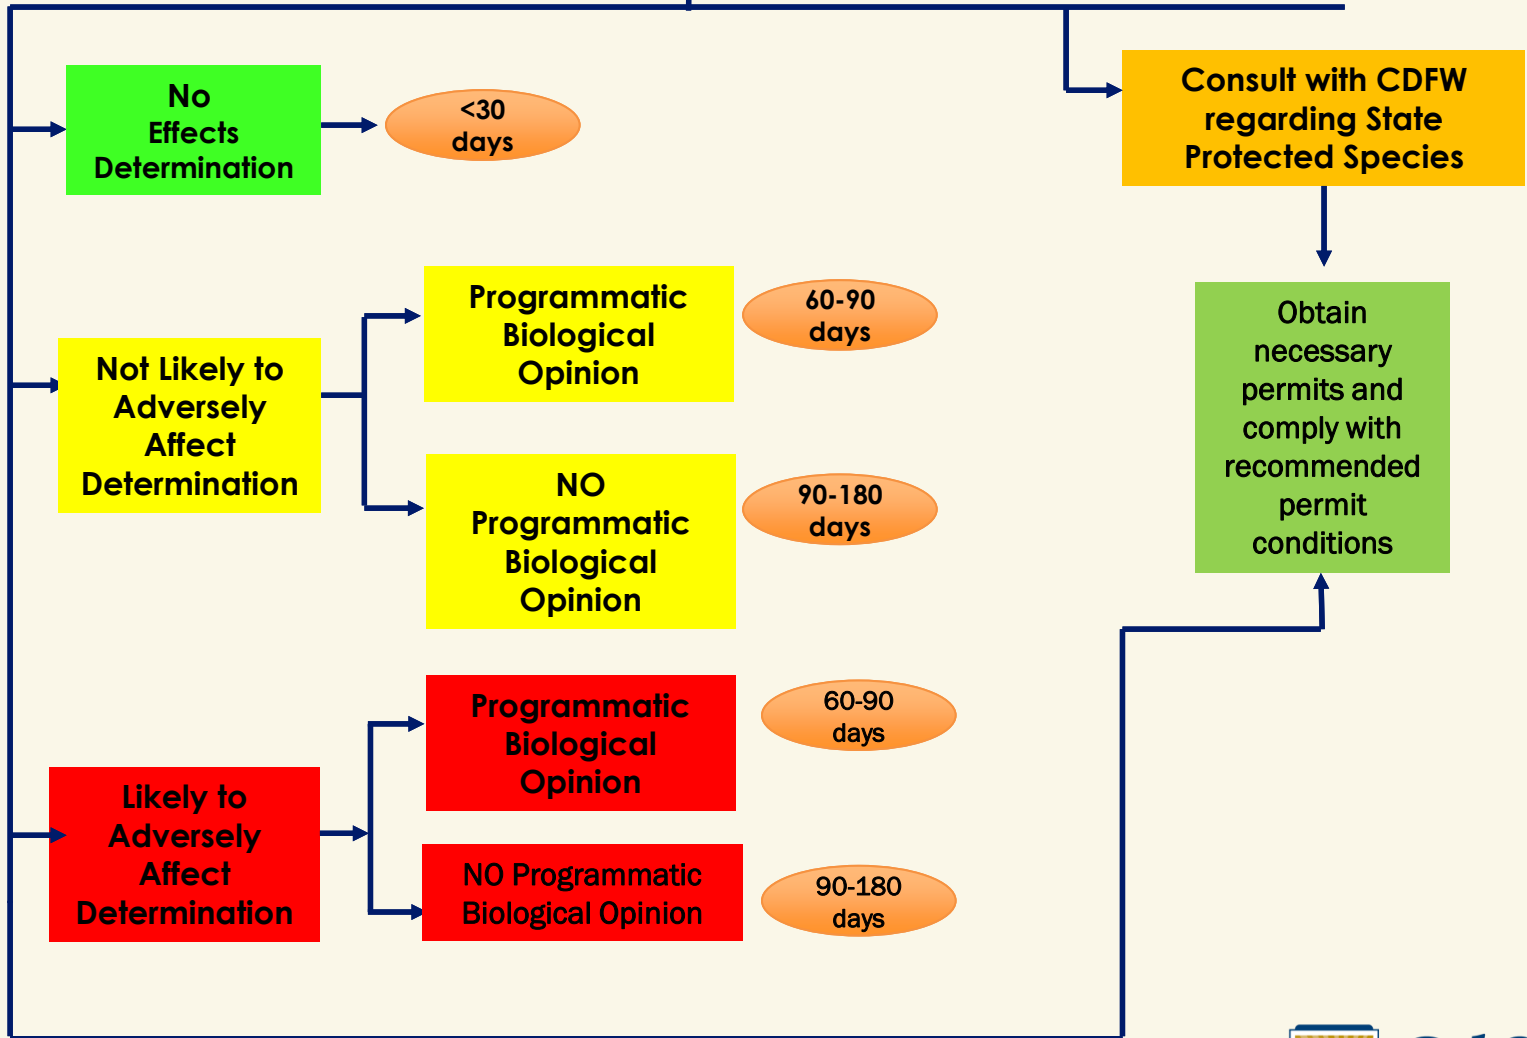 No
Effects
Determination
<30
days
Consult with CDFW
regarding State
Protected Species
Not Likely to
Adversely
Affect
Determination
Programmatic
Biological
Opinion
60-90
days
NO
Programmatic
Biological
Opinion
90-180
days
Obtain
necessary
permits and
comply with
recommended
permit
conditions
Likely to
Adversely
Affect
Determination
Programmatic
Biological
Opinion
60-90
days
NO Programmatic
Biological Opinion
90-180
days